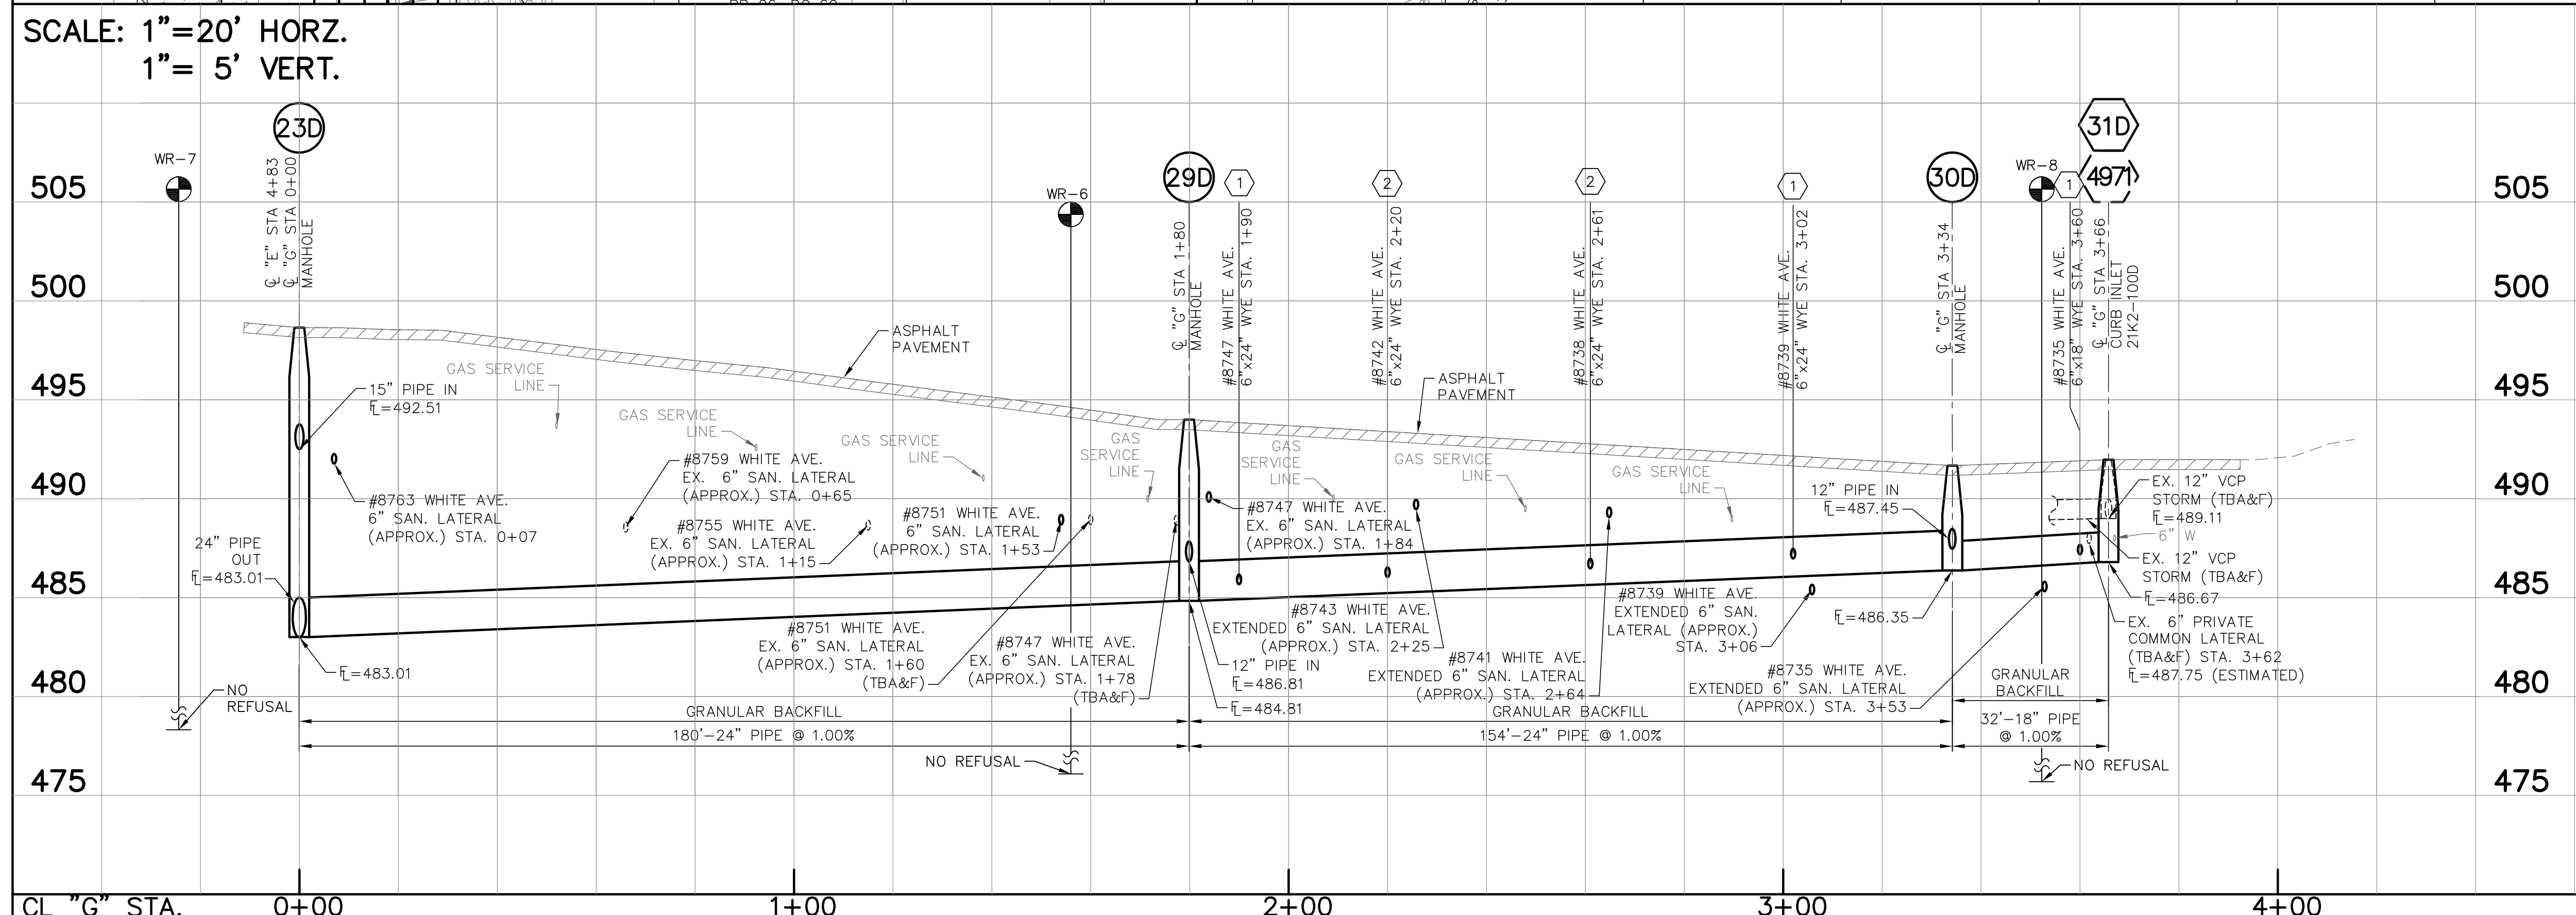 SCALE: 1"=20' HORZ.
1"= 5' VERT.
23D
WR-7
℄ "E" STA 4+83
℄ "G" STA 0+00
MANHOLE
WR-6
29D
℄ "G" STA 1+80
MANHOLE
1
#8747 WHITE AVE.
6"x24" WYE STA. 1+90
2
#8742 WHITE AVE.
6"x24" WYE STA. 2+20
2
#8738 WHITE AVE.
6"x24" WYE STA. 2+61
1
#8739 WHITE AVE.
6"x24" WYE STA. 3+02
30D
℄ "G" STA 3+34
MANHOLE
WR-8
1
#8735 WHITE AVE.
6"x18" WYE STA. 3+60
31D
4971
℄ "G" STA 3+66
CURB INLET
21K2-100D
505
505
500
500
495
495
490
490
485
485
480
480
475
475
ASPHALT
PAVEMENT
ASPHALT
PAVEMENT
GAS SERVICE
LINE
GAS SERVICE
LINE
GAS SERVICE
LINE
GAS
SERVICE
LINE
GAS
SERVICE
LINE
GAS SERVICE
LINE
GAS SERVICE
LINE
15" PIPE IN
FL=492.51
#8763 WHITE AVE.
6" SAN. LATERAL
(APPROX.) STA. 0+07
24" PIPE
OUT
FL=483.01
FL=483.01
#8759 WHITE AVE.
EX. 6" SAN. LATERAL
(APPROX.) STA. 0+65
#8755 WHITE AVE.
EX. 6" SAN. LATERAL
(APPROX.) STA. 1+15
#8751 WHITE AVE.
6" SAN. LATERAL
(APPROX.) STA. 1+53
#8751 WHITE AVE.
EX. 6" SAN. LATERAL
(APPROX.) STA. 1+60
(TBA&F)
#8747 WHITE AVE.
EX. 6" SAN. LATERAL
(APPROX.) STA. 1+78
(TBA&F)
#8747 WHITE AVE.
EX. 6" SAN. LATERAL
(APPROX.) STA. 1+84
12" PIPE IN
FL=486.81
FL=484.81
#8743 WHITE AVE.
EXTENDED 6" SAN. LATERAL
(APPROX.) STA. 2+25
#8741 WHITE AVE.
EXTENDED 6" SAN. LATERAL
(APPROX.) STA. 2+64
#8739 WHITE AVE.
EXTENDED 6" SAN.
LATERAL (APPROX.)
STA. 3+06
12" PIPE IN
FL=487.45
FL=486.35
#8735 WHITE AVE.
EXTENDED 6" SAN. LATERAL
(APPROX.) STA. 3+53
EX. 12" VCP
STORM (TBA&F)
FL=489.11
6" W
EX. 12" VCP
STORM (TBA&F)
FL=486.67
EX. 6" PRIVATE
COMMON LATERAL
(TBA&F) STA. 3+62
FL=487.75 (ESTIMATED)
NO
REFUSAL
NO REFUSAL
NO REFUSAL
GRANULAR BACKFILL
180'-24" PIPE @ 1.00%
GRANULAR BACKFILL
154'-24" PIPE @ 1.00%
GRANULAR
BACKFILL
32'-18" PIPE
@ 1.00%
CL "G" STA.
0+00
1+00
2+00
3+00
4+00